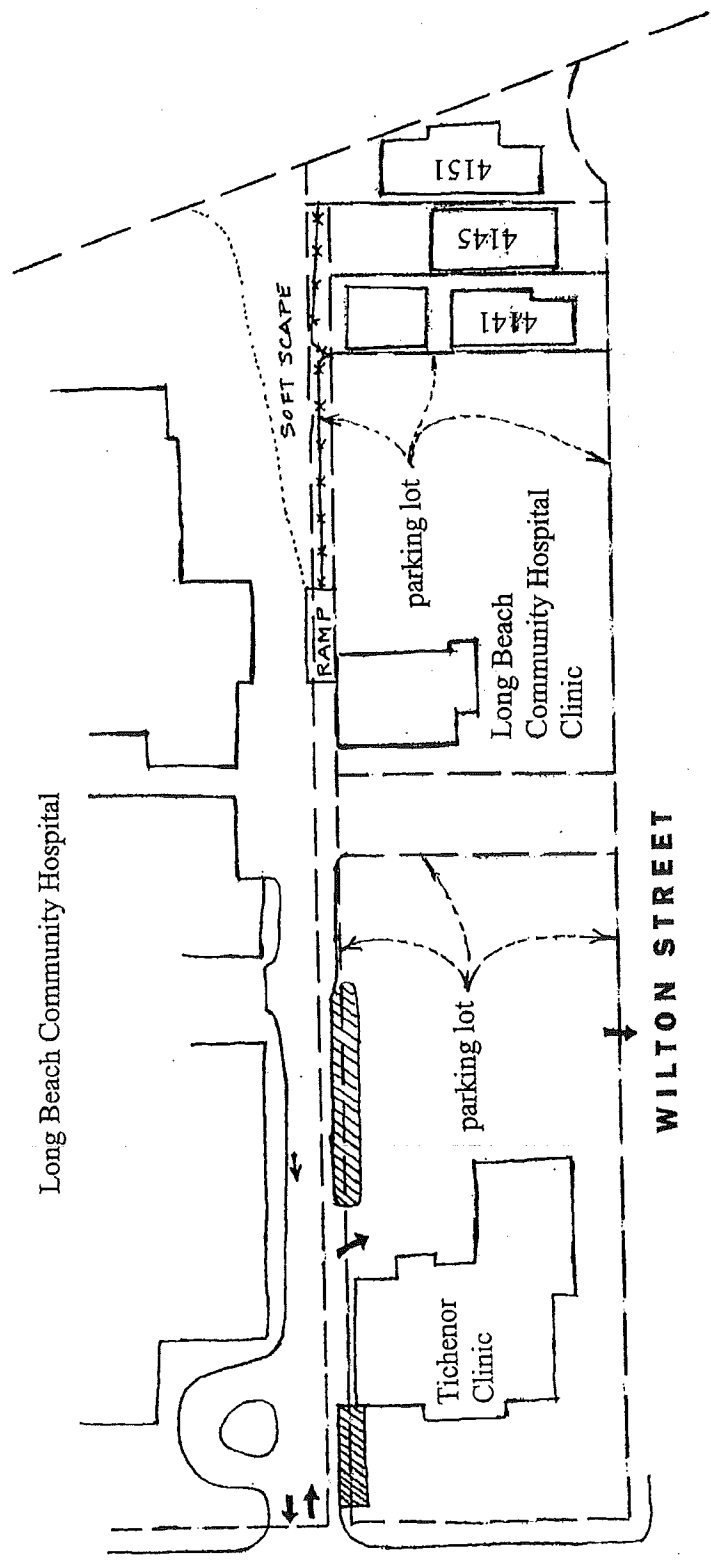 Long Beach Community Hospital
SOFT SCAPE
RAMP
4151
4145
4141
parking lot
Long Beach
Community Hospital
Clinic
parking lot
Tichenor
Clinic
WILTON STREET